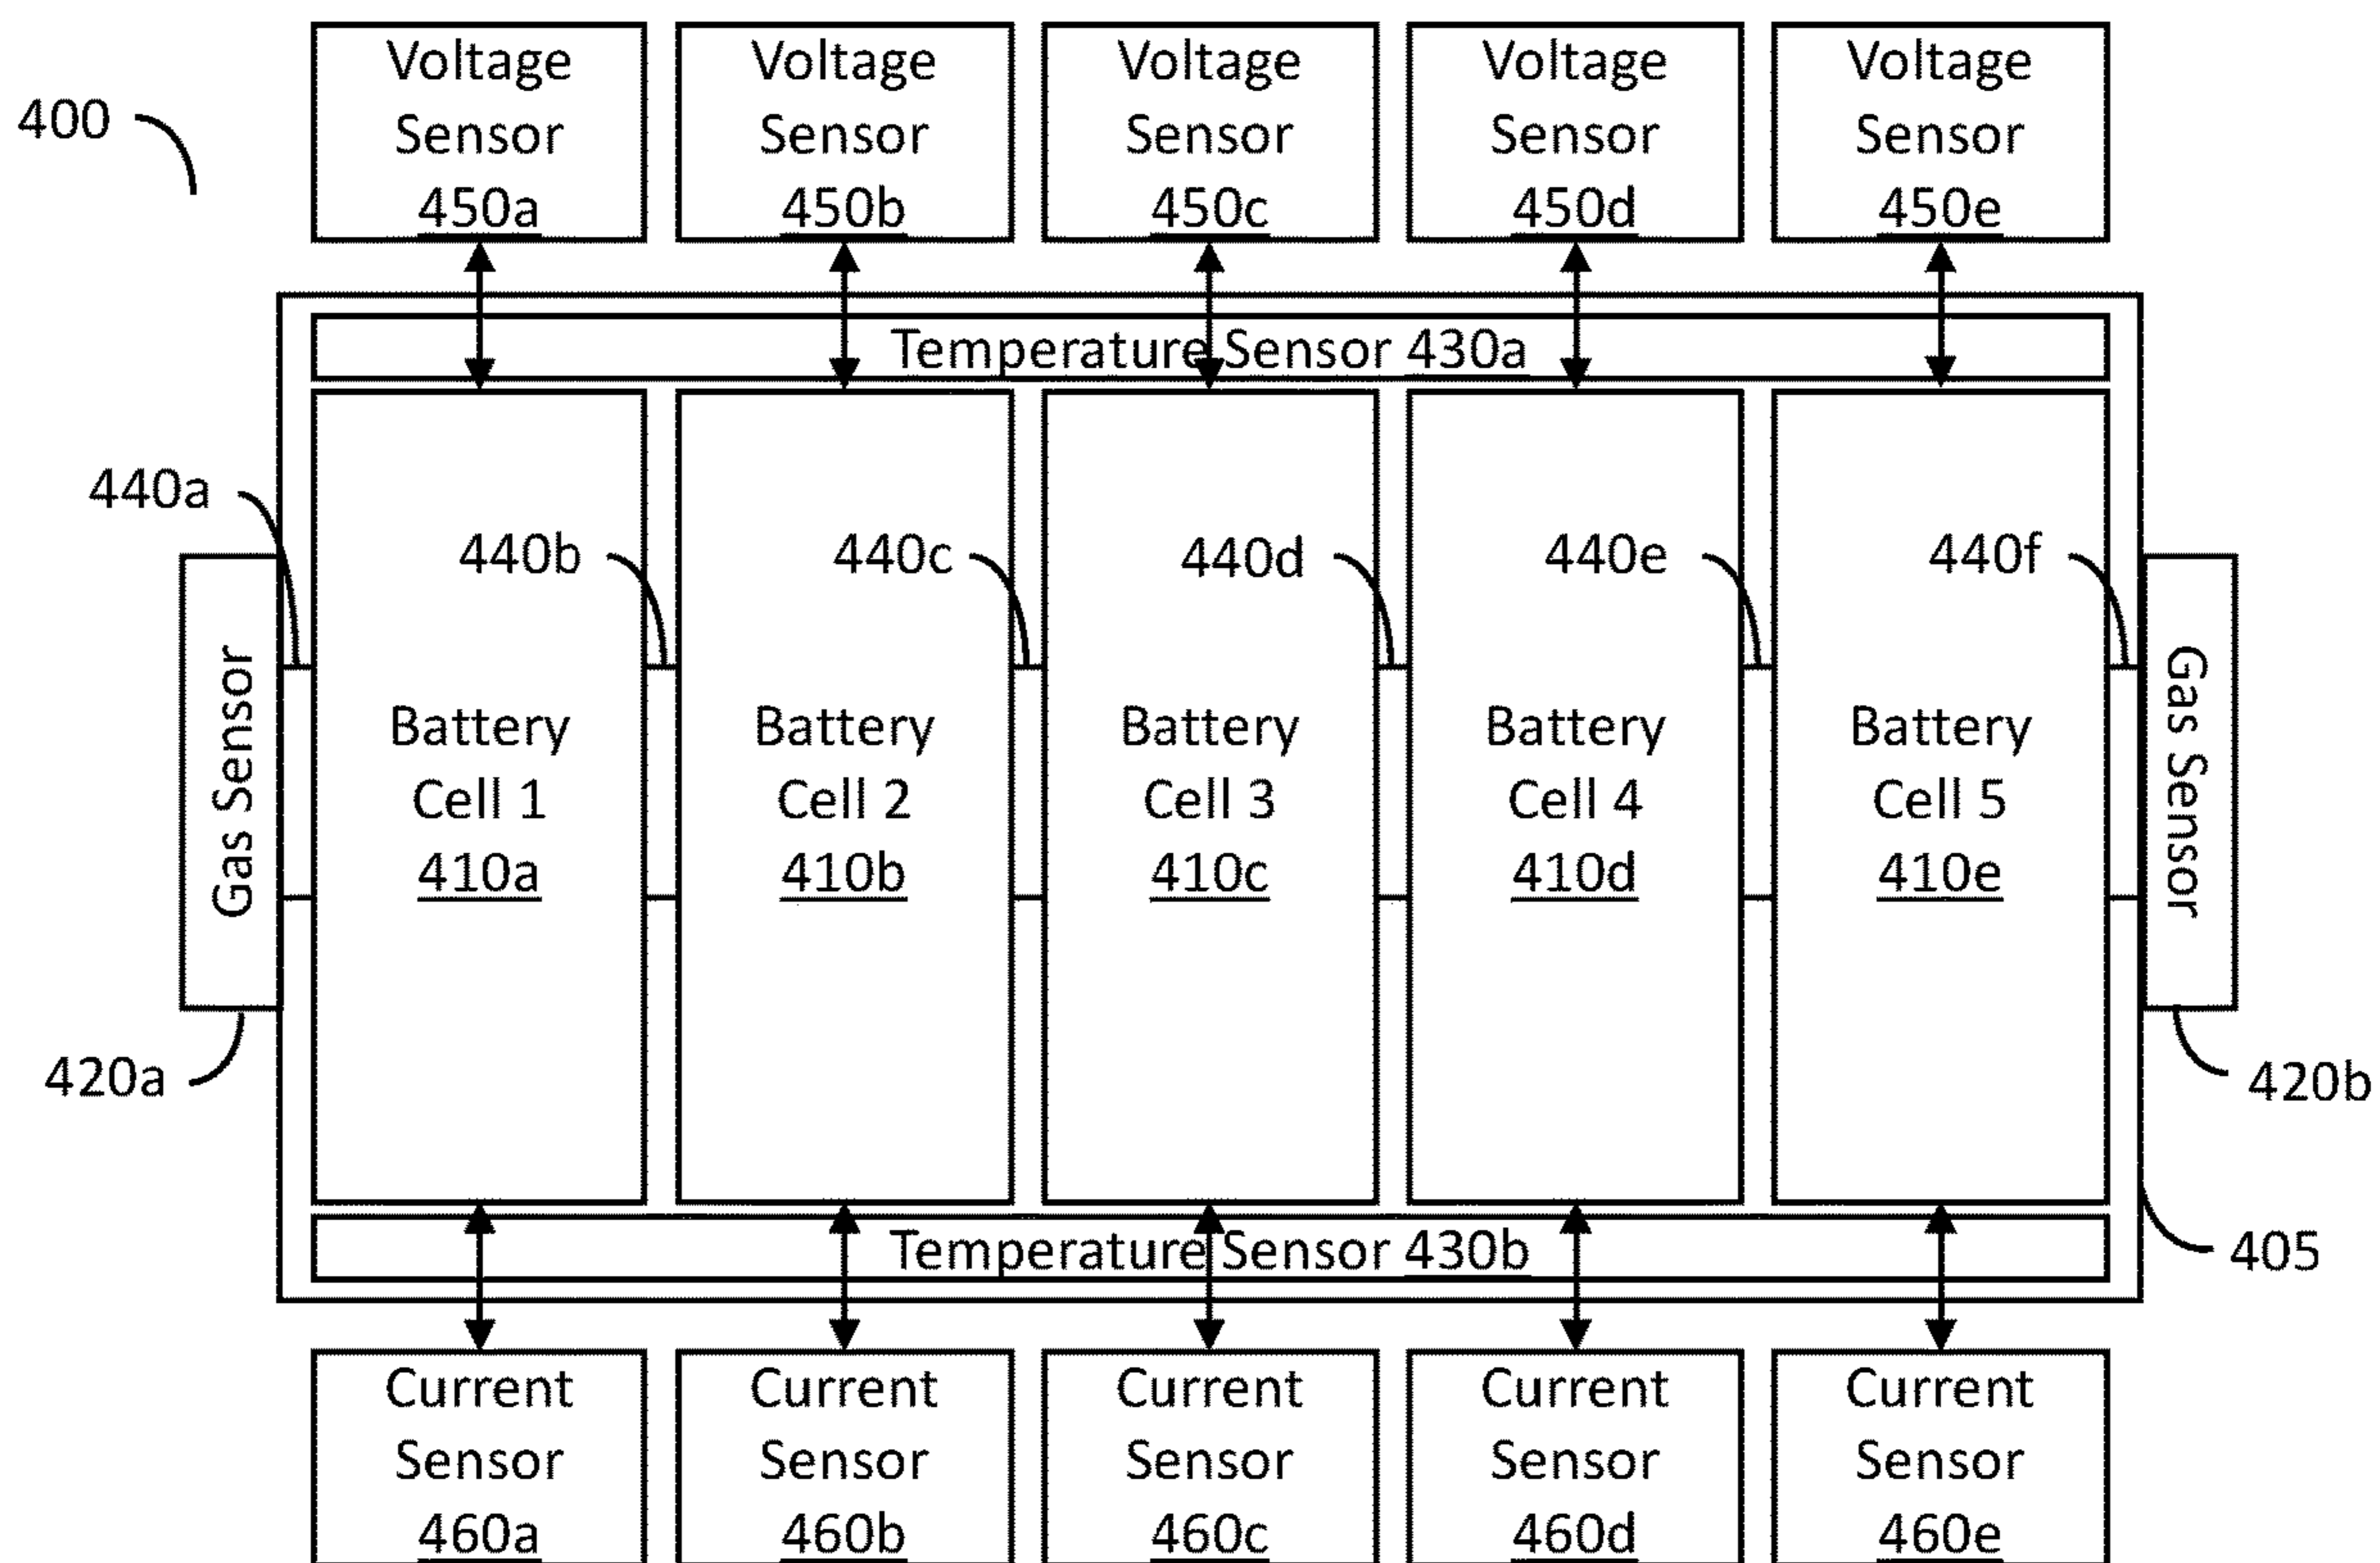 400
Voltage
Sensor
450a
Voltage
Sensor
450b
Voltage
Sensor
450c
Voltage
Sensor
450d
Voltage
Sensor
450e
Temperature Sensor 430a
440a
440b
440c
440d
440e
440f
Gas Sensor
Battery
Cell 1
410a
Battery
Cell 2
410b
Battery
Cell 3
410c
Battery
Cell 4
410d
Battery
Cell 5
410e
Gas Sensor
420a
420b
Temperature Sensor 430b
405
Current
Sensor
460a
Current
Sensor
460b
Current
Sensor
460c
Current
Sensor
460d
Current
Sensor
460e